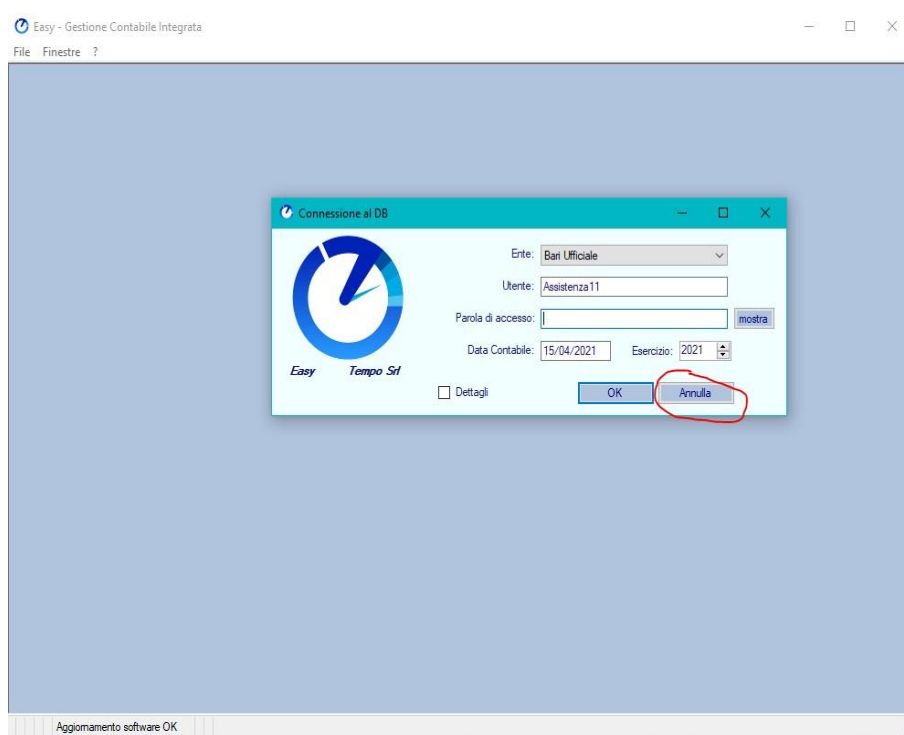 Easy - Gestione Contabile Integrata
File Finestre ?
Connessione al DB
Ente: Bari Ufficiale
Utente: Assistenza11
Parola di accesso: mostra
Data Contabile: 15/04/2021 Esercizio: 2021
Easy Tempo Srl
Dettagli OK Annulla
Aggiornamento software OK